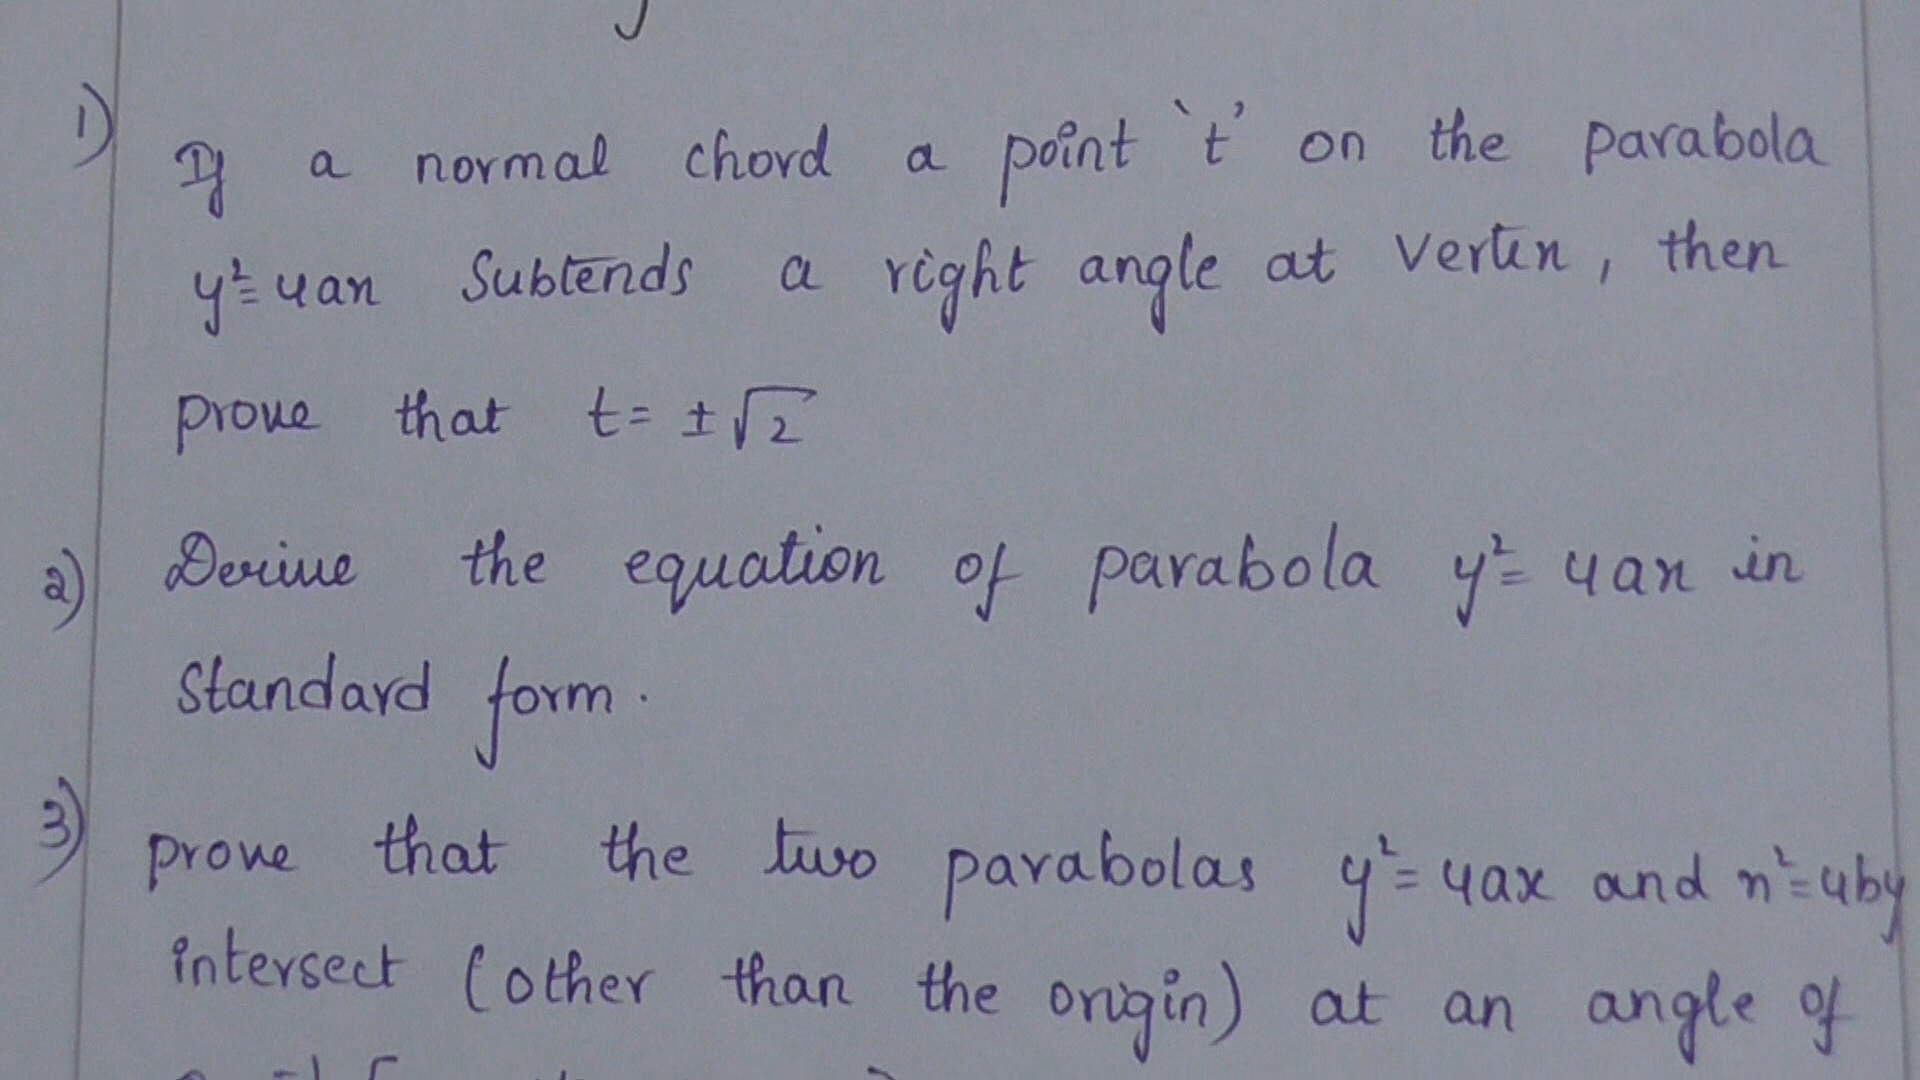 1) If a normal chord a point 't' on the parabola
y²=4ax Subtends a right angle at vertex, then
prove that t= ±√2
2) Derive the equation of parabola y²= 4ax in
Standard form.
3) prove that the two parabolas y²=4ax and x²=4by
intersect (other than the origin) at an angle of